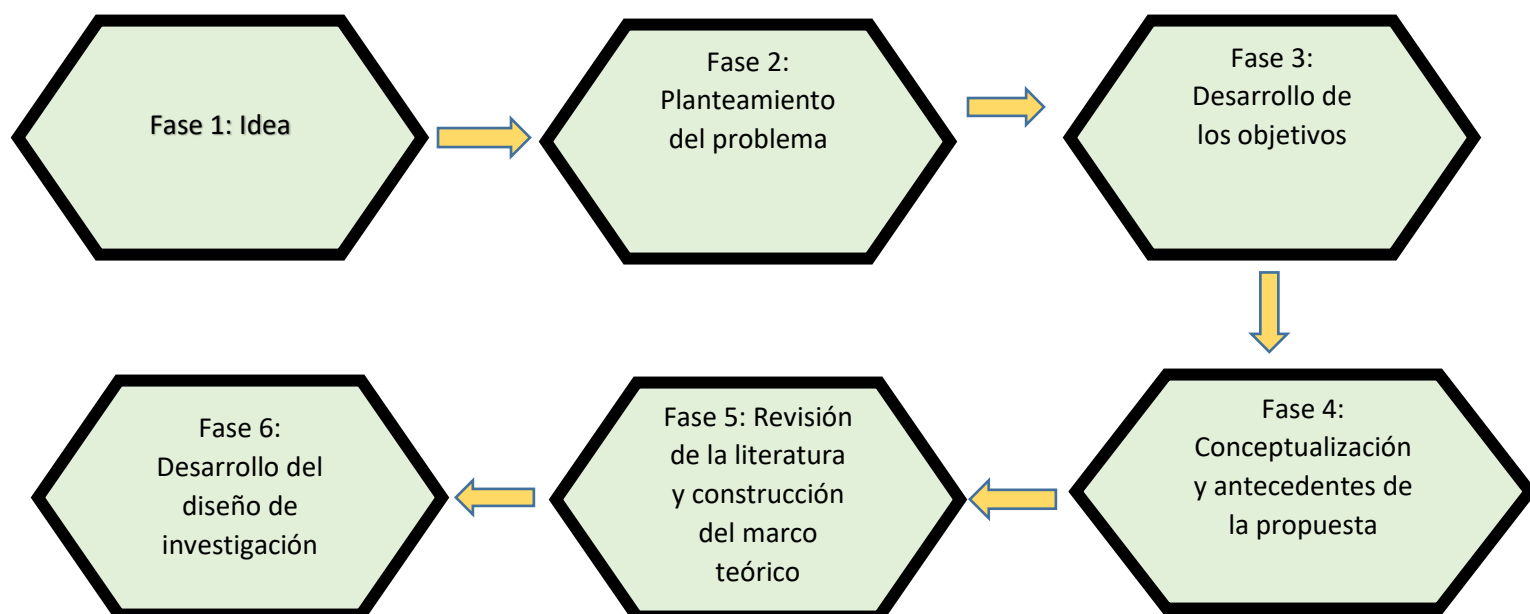 Fase 1: Idea
Fase 2:
Planteamiento
del problema
Fase 3:
Desarrollo de
los objetivos
Fase 4:
Conceptualización
y antecedentes de
la propuesta
Fase 5: Revisión
de la literatura
y construcción
del marco
teórico
Fase 6:
Desarrollo del
diseño de
investigación